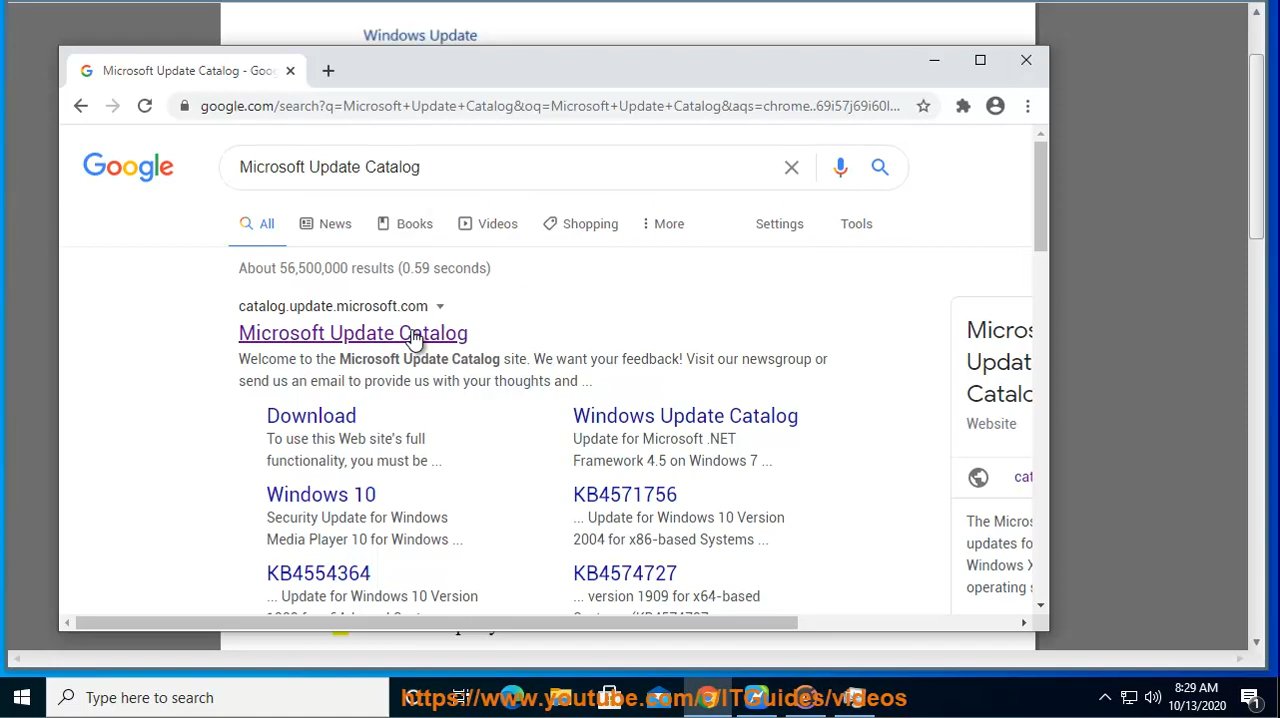 Windows Update
Microsoft Update Catalog - Goo
google.com/search?q=Microsoft+Update+Catalog&oq=Microsoft+Update+Catalog&aqs=chrome..69i57j69i60l...
Google
Microsoft Update Catalog
All News Books Videos Shopping More Settings Tools
About 56,500,000 results (0.59 seconds)
catalog.update.microsoft.com
Microsoft Update Catalog
Welcome to the Microsoft Update Catalog site. We want your feedback! Visit our newsgroup or
send us an email to provide us with your thoughts and ...
Download
To use this Web site's full
functionality, you must be ...
Windows Update Catalog
Update for Microsoft .NET
Framework 4.5 on Windows 7 ...
Windows 10
Security Update for Windows
Media Player 10 for Windows ...
KB4571756
... Update for Windows 10 Version
2004 for x86-based Systems ...
KB4554364
... Update for Windows 10 Version
KB4574727
... version 1909 for x64-based
Micros
Updat
Catalo
Website
cat
The Micros
updates fo
Windows X
operating s
Type here to search
Https://www.youtube.com/c/ITGuides/videos
8:29 AM
10/13/2020
1